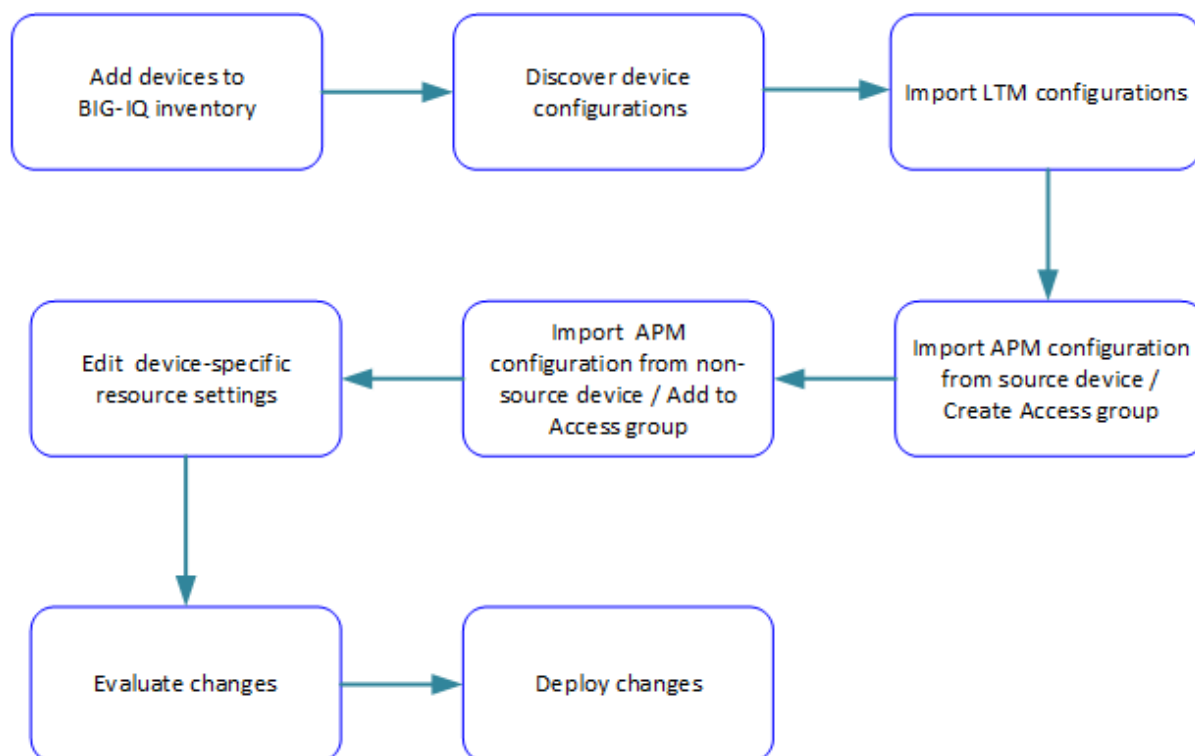 Add devices to
BIG-IQ inventory
Discover device
configurations
Import LTM configurations
Import APM configuration
from source device /
Create Access group
Import APM
configuration from non-
source device / Add to
Access group
Edit device-specific
resource settings
Evaluate changes
Deploy changes